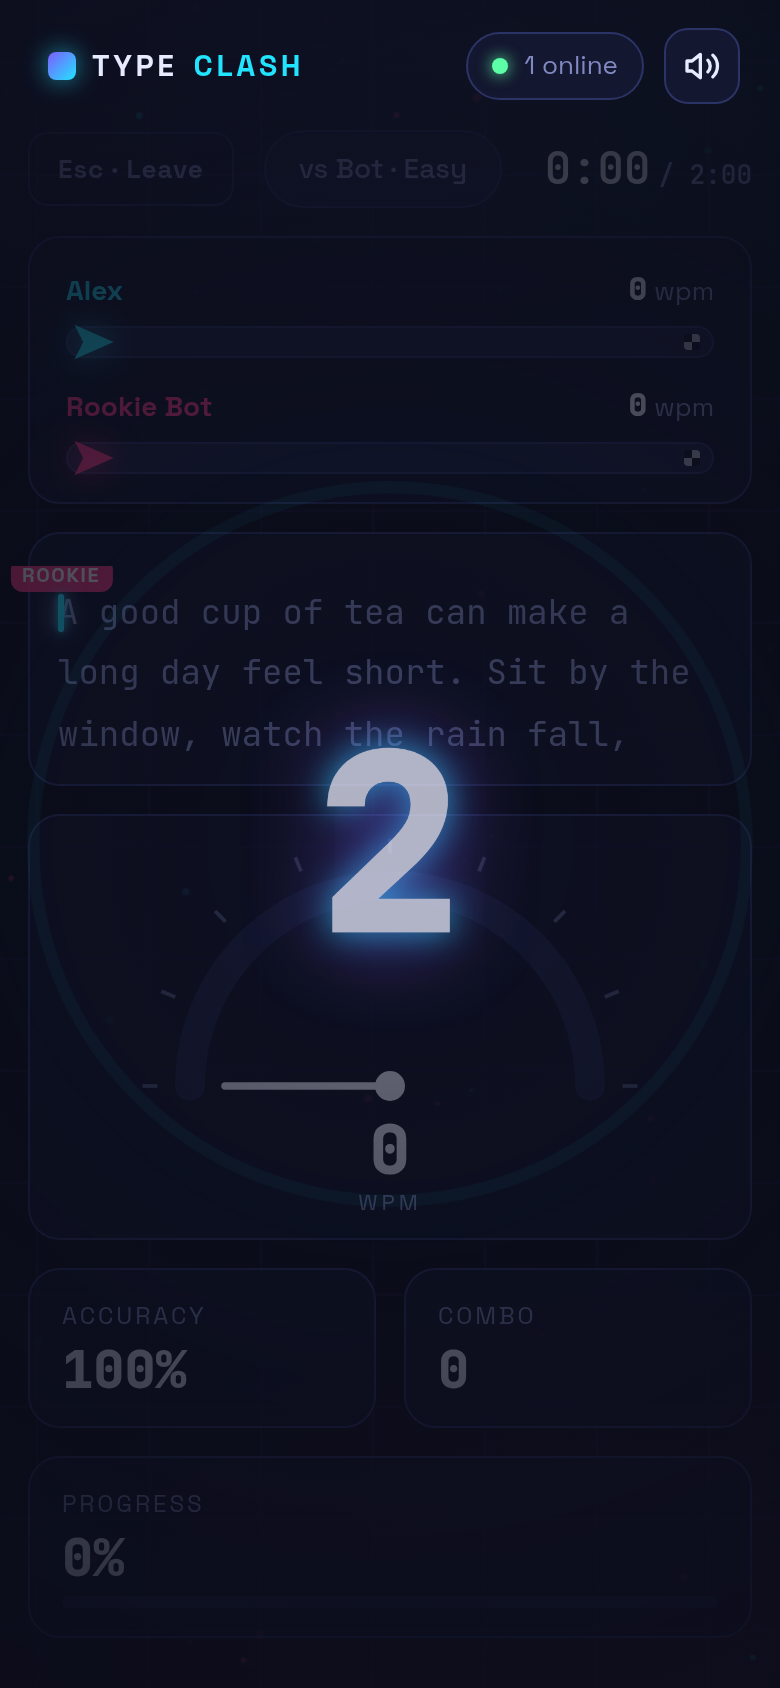 TYPE CLASH
1 online
Esc · Leave
vs Bot · Easy
0:00 / 2:00
Alex
0 wpm
Rookie Bot
0 wpm
ROOKIE
A good cup of tea can make a
long day feel short. Sit by the
window, watch the rain fall,
2
0
WPM
ACCURACY
100%
COMBO
0
PROGRESS
0%